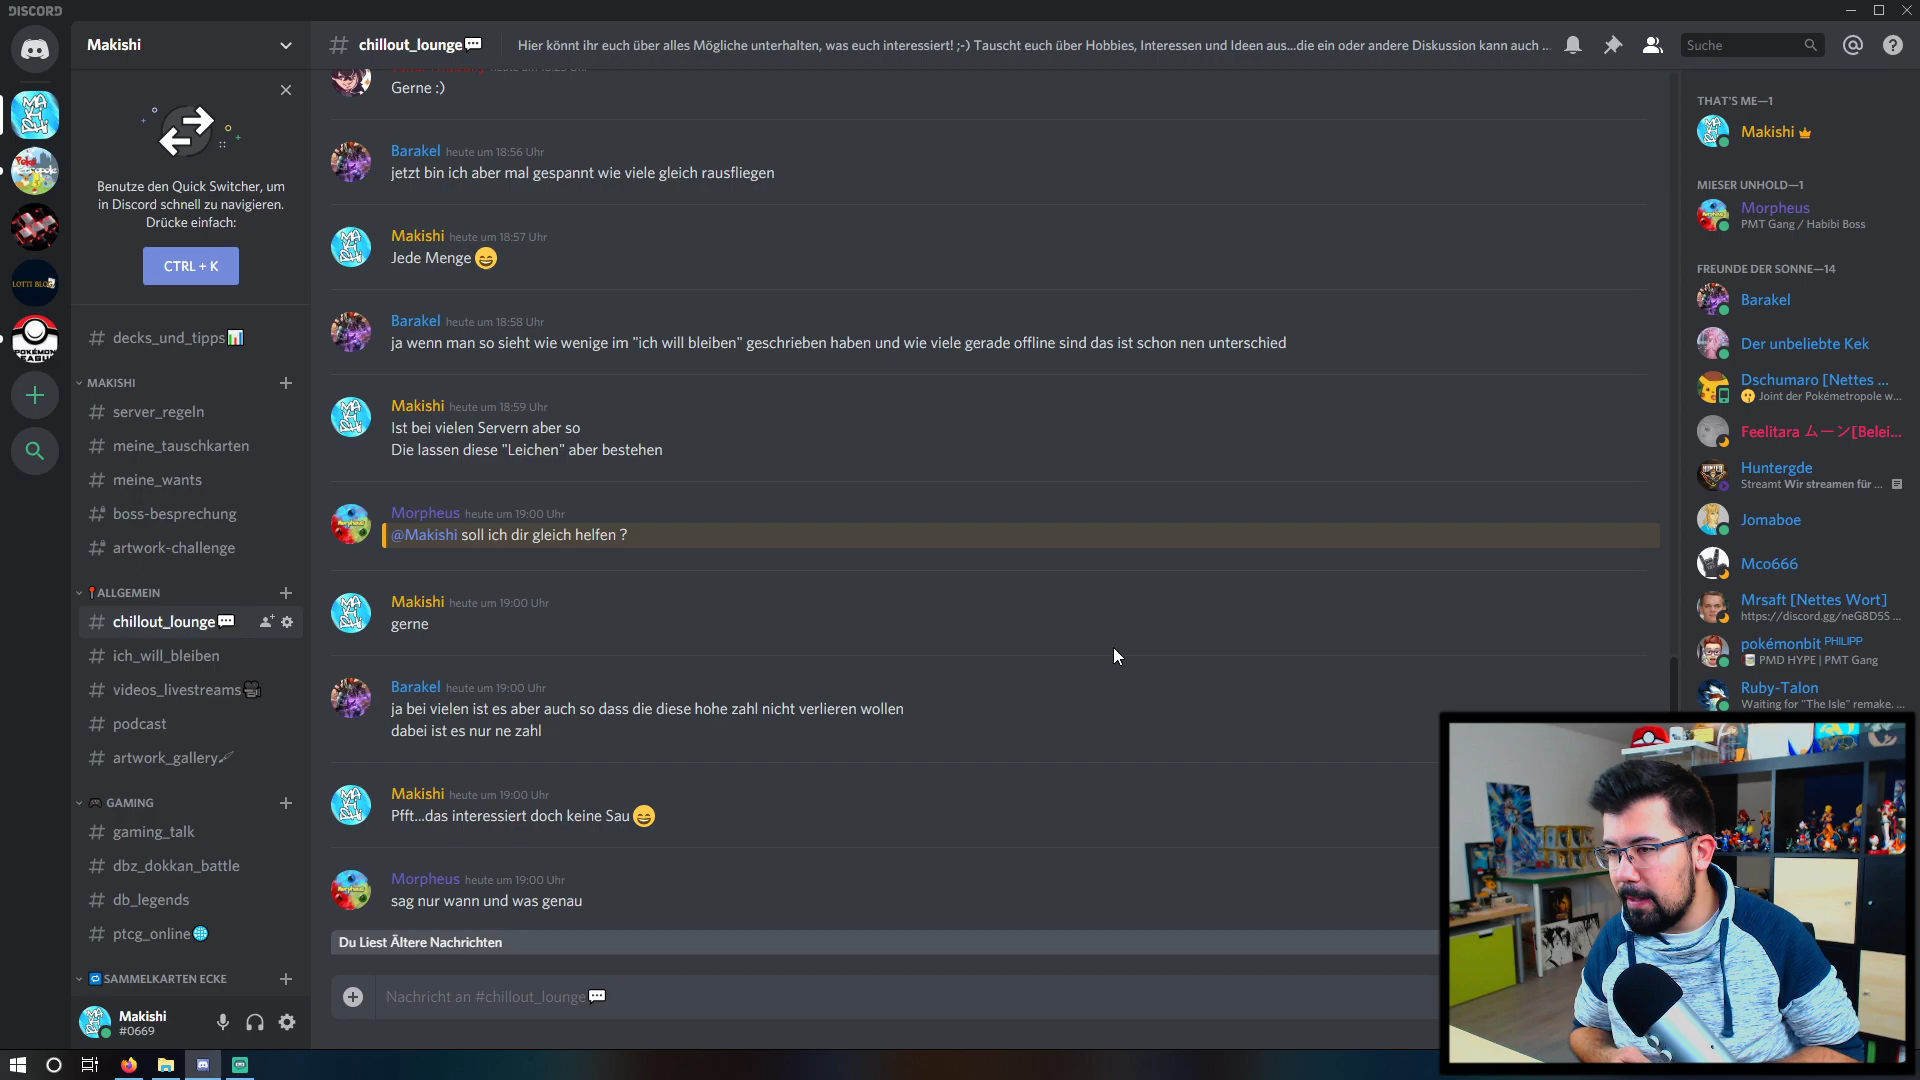 DISCORD
Makishi
chillout_lounge💬
Hier könnt ihr euch über alles Mögliche unterhalten, was euch interessiert! ;-) Tauscht euch über Hobbies, Interessen und Ideen aus...die ein oder andere Diskussion kann auch ...
Suche
Benutze den Quick Switcher, um
in Discord schnell zu navigieren.
Drücke einfach:
CTRL + K
decks_und_tipps📊
MAKISHI
server_regeln
meine_tauschkarten
meine_wants
boss-besprechung
artwork-challenge
📍ALLGEMEIN
chillout_lounge💬
ich_will_bleiben
videos_livestreams🎥
podcast
artwork_gallery🖌
🎮 GAMING
gaming_talk
dbz_dokkan_battle
db_legends
ptcg_online🌐
🔁SAMMELKARTEN ECKE
Makishi
#0669
Gerne :)
Barakel heute um 18:56 Uhr
jetzt bin ich aber mal gespannt wie viele gleich rausfliegen
Makishi heute um 18:57 Uhr
Jede Menge 😄
Barakel heute um 18:58 Uhr
ja wenn man so sieht wie wenige im "ich will bleiben" geschrieben haben und wie viele gerade offline sind das ist schon nen unterschied
Makishi heute um 18:59 Uhr
Ist bei vielen Servern aber so
Die lassen diese "Leichen" aber bestehen
Morpheus heute um 19:00 Uhr
@Makishi soll ich dir gleich helfen ?
Makishi heute um 19:00 Uhr
gerne
Barakel heute um 19:00 Uhr
ja bei vielen ist es aber auch so dass die diese hohe zahl nicht verlieren wollen
dabei ist es nur ne zahl
Makishi heute um 19:00 Uhr
Pfft...das interessiert doch keine Sau 😄
Morpheus heute um 19:00 Uhr
sag nur wann und was genau
Du Liest Ältere Nachrichten
Nachricht an #chillout_lounge💬
THAT'S ME—1
Makishi
MIESER UNHOLD—1
Morpheus
PMT Gang / Habibi Boss
FREUNDE DER SONNE—14
Barakel
Der unbeliebte Kek
Dschumaro [Nettes ...
Joint der Pokémetropole w...
Feelitara ムーン[Belei...
Huntergde
Streamt Wir streamen für ...
Jomaboe
Mco666
Mrsaft [Nettes Wort]
https://discord.gg/neG8D5S ...
pokémonbit PHILIPP
PMD HYPE | PMT Gang
Ruby-Talon
Waiting for "The Isle" remake. ...